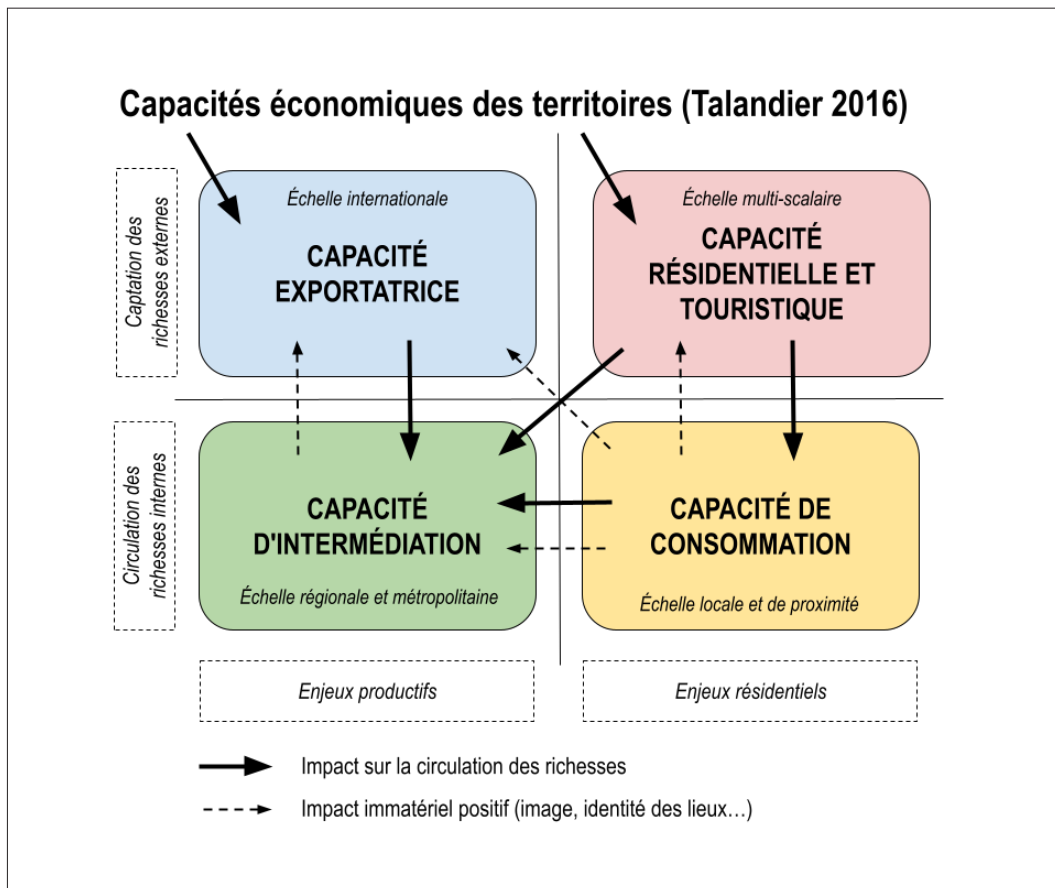 Capacités économiques des territoires (Talandier 2016)
Captation des
richesses externes
Échelle internationale
CAPACITÉ
EXPORTATRICE
Échelle multi-scalaire
CAPACITÉ
RÉSIDENTIELLE ET
TOURISTIQUE
Circulation des
richesses internes
CAPACITÉ
D'INTERMÉDIATION
Échelle régionale et métropolitaine
CAPACITÉ DE
CONSOMMATION
Échelle locale et de proximité
Enjeux productifs
Enjeux résidentiels
Impact sur la circulation des richesses
Impact immatériel positif (image, identité des lieux…)